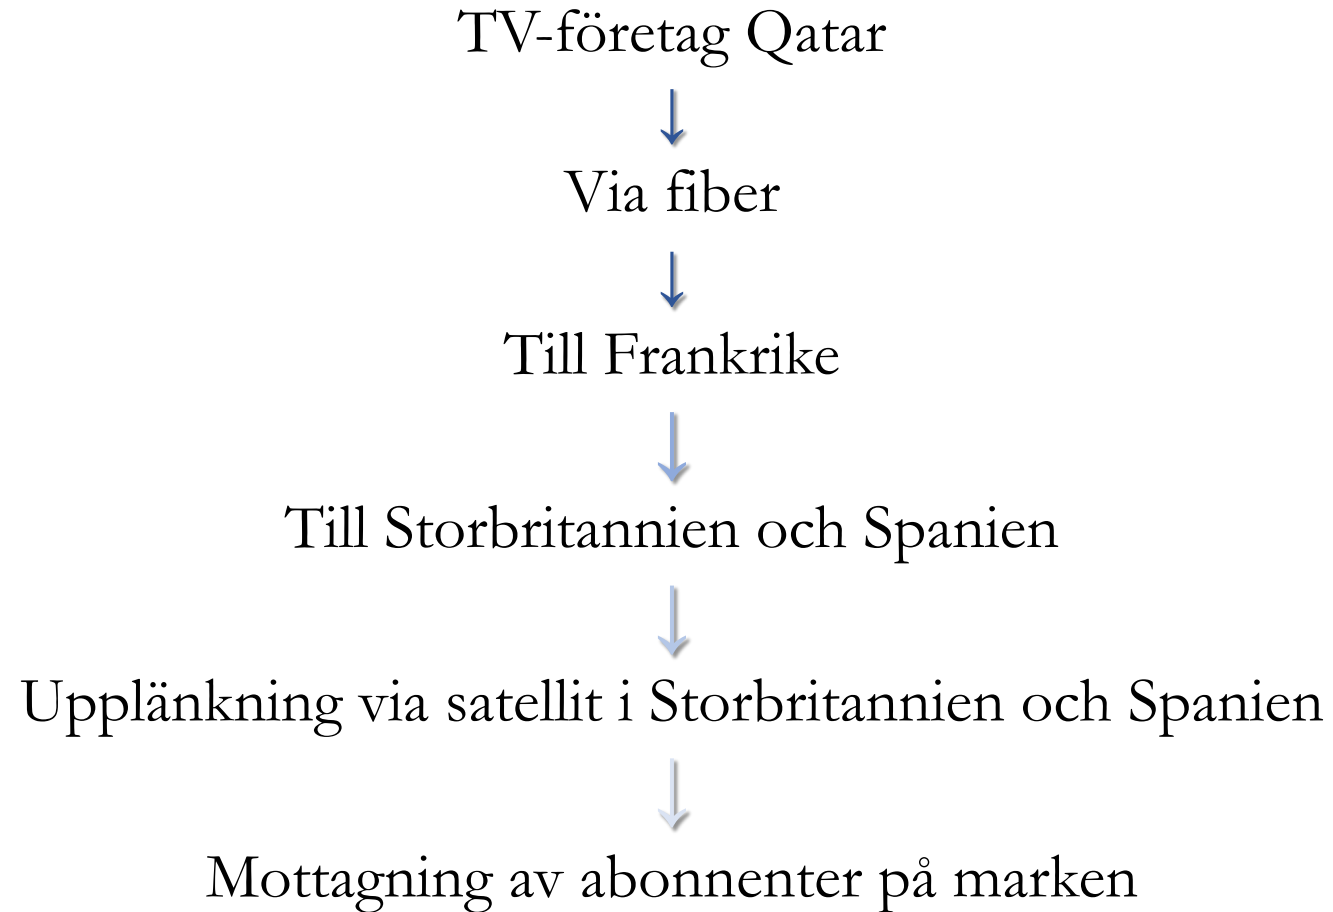 TV-företag Qatar
Via fiber
Till Frankrike
Till Storbritannien och Spanien
Upplänkning via satellit i Storbritannien och Spanien
Mottagning av abonnenter på marken